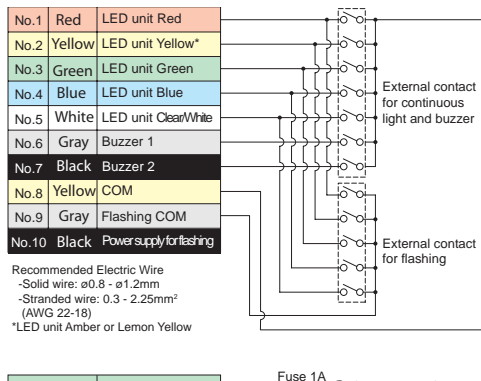 No.1 Red LED unit Red
No.2 Yellow LED unit Yellow*
No.3 Green LED unit Green
No.4 Blue LED unit Blue
No.5 White LED unit Clear/White
No.6 Gray Buzzer 1
No.7 Black Buzzer 2
No.8 Yellow COM
No.9 Gray Flashing COM
No.10 Black Power supply for flashing
External contact
for continuous
light and buzzer
External contact
for flashing
Recommended Electric Wire
-Solid wire: ø0.8 - ø1.2mm
-Stranded wire: 0.3 - 2.25mm²
(AWG 22-18)
*LED unit Amber or Lemon Yellow
Fuse 1A